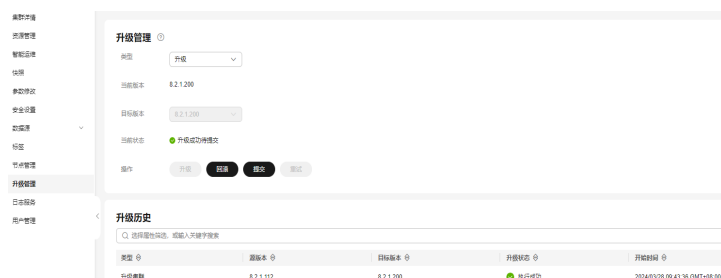 集群详情
资源管理
智能运维
快照
参数修改
安全设置
数据源
标签
节点管理
升级管理
日志服务
用户管理
升级管理
类型
升级
当前版本
8.2.1.200
目标版本
8.2.1.200
当前状态
升级成功待提交
操作
升级 回滚 提交 重试
升级历史
选择属性筛选，或输入关键字搜索
类型 源版本 目标版本 升级状态 开始时间
升级集群 8.2.1.112 8.2.1.200 执行成功 2024/03/28 09:43:36 GMT+08:00